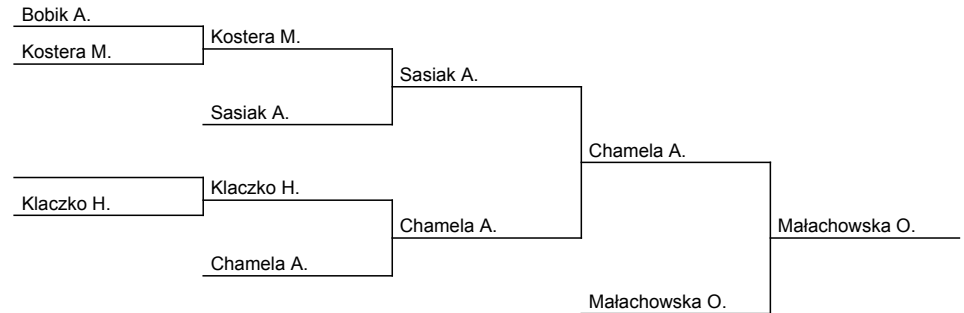 Bobik A.
Kostera M.
Kostera M.
Sasiak A.
Sasiak A.
Chamela A.
Klaczko H.
Klaczko H.
Chamela A.
Małachowska O.
Chamela A.
Małachowska O.